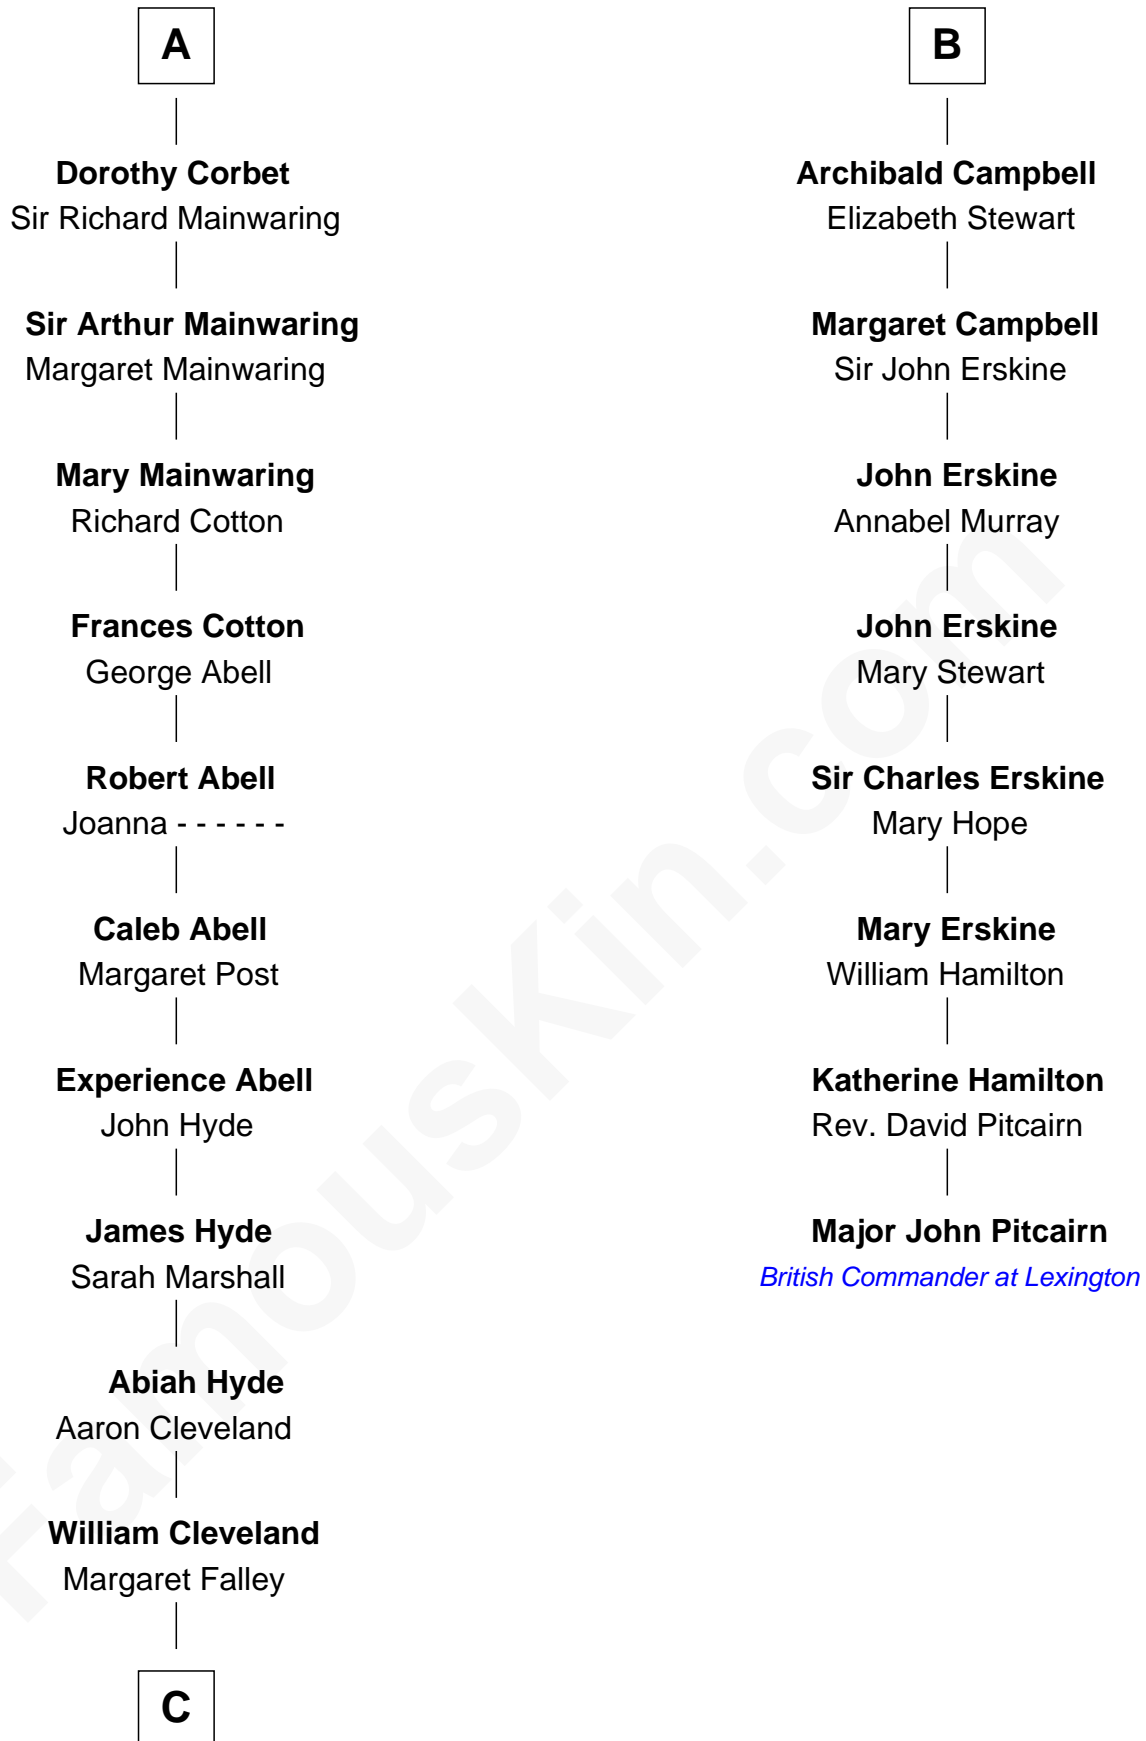 A
Dorothy Corbet
Sir Richard Mainwaring
Sir Arthur Mainwaring
Margaret Mainwaring
Mary Mainwaring
Richard Cotton
Frances Cotton
George Abell
Robert Abell
Joanna - - - - - -
Caleb Abell
Margaret Post
Experience Abell
John Hyde
James Hyde
Sarah Marshall
Abiah Hyde
Aaron Cleveland
William Cleveland
Margaret Falley
C
B
Archibald Campbell
Elizabeth Stewart
Margaret Campbell
Sir John Erskine
John Erskine
Annabel Murray
John Erskine
Mary Stewart
Sir Charles Erskine
Mary Hope
Mary Erskine
William Hamilton
Katherine Hamilton
Rev. David Pitcairn
Major John Pitcairn
British Commander at Lexington
FamousKin.com